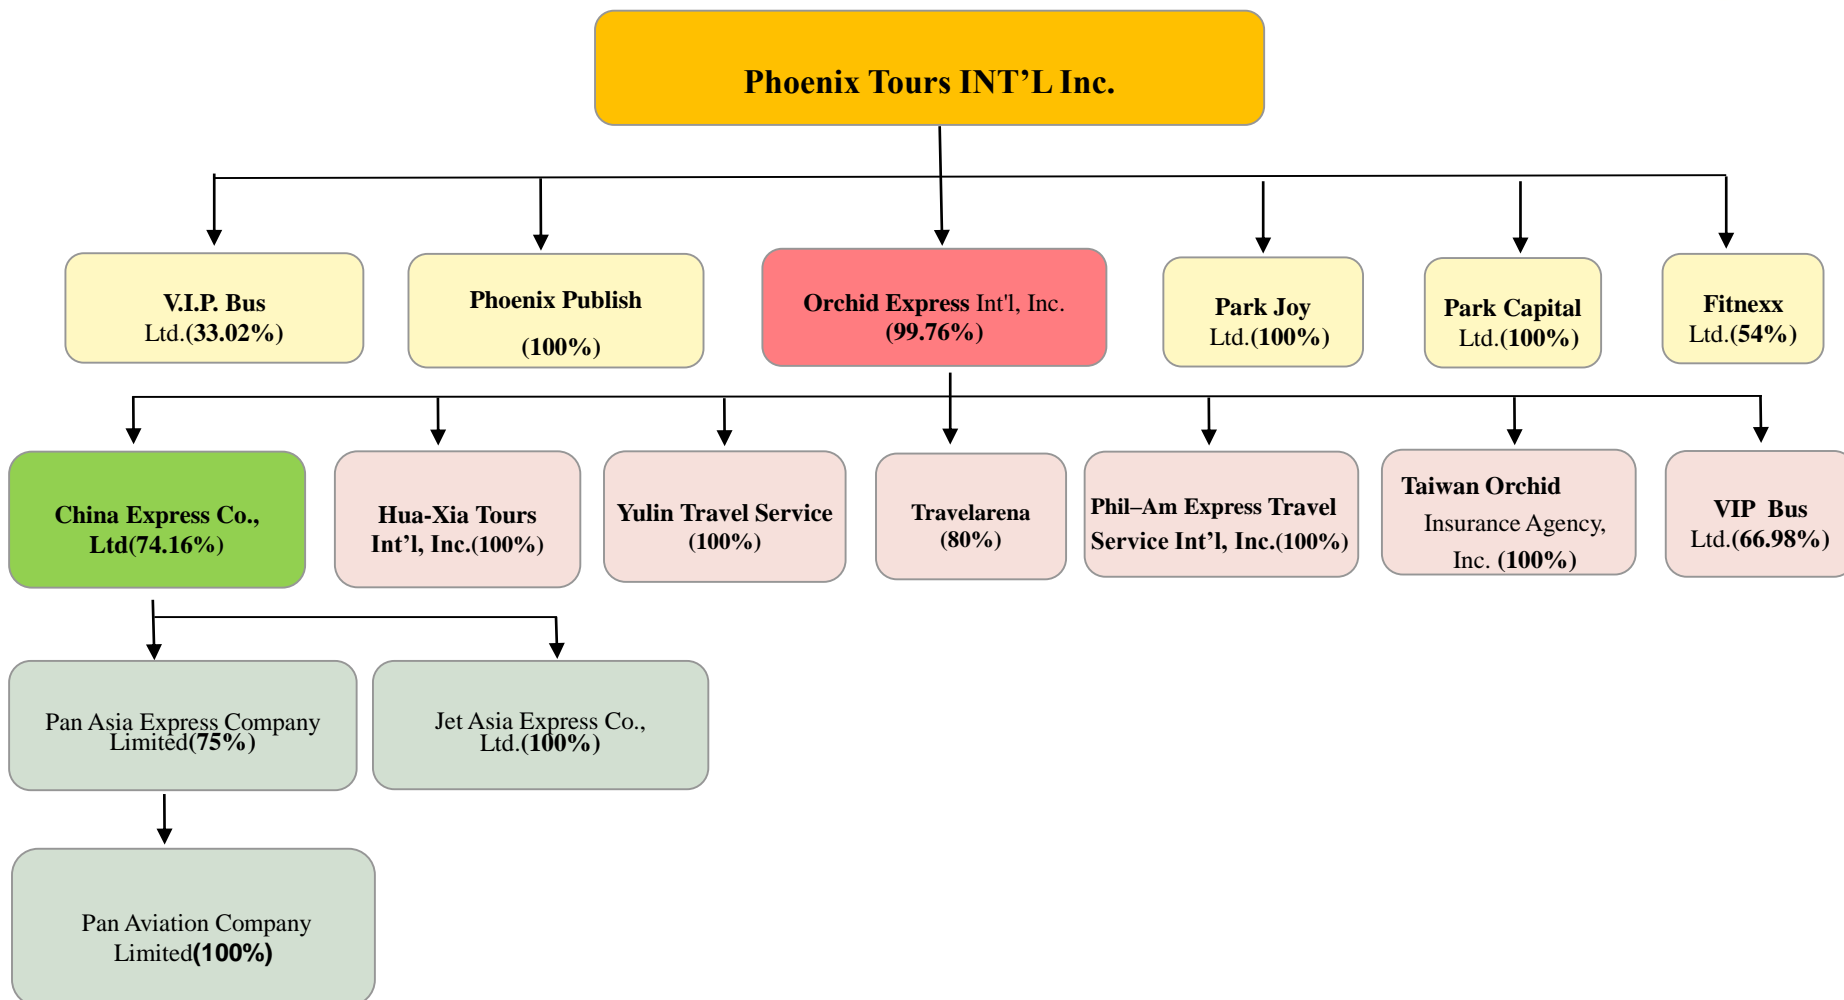 Phoenix Tours INT’L Inc.
V.I.P. Bus
Ltd.(33.02%)
Phoenix Publish
(100%)
Orchid Express Int'l, Inc.
(99.76%)
Park Joy
Ltd.(100%)
Park Capital
Ltd.(100%)
Fitnexx
Ltd.(54%)
China Express Co.,
Ltd(74.16%)
Hua-Xia Tours
Int’l, Inc.(100%)
Yulin Travel Service
(100%)
Travelarena
(80%)
Phil–Am Express Travel
Service Int’l, Inc.(100%)
Taiwan Orchid
Insurance Agency,
Inc. (100%)
VIP Bus
Ltd.(66.98%)
Pan Asia Express Company
Limited(75%)
Jet Asia Express Co.,
Ltd.(100%)
Pan Aviation Company
Limited(100%)